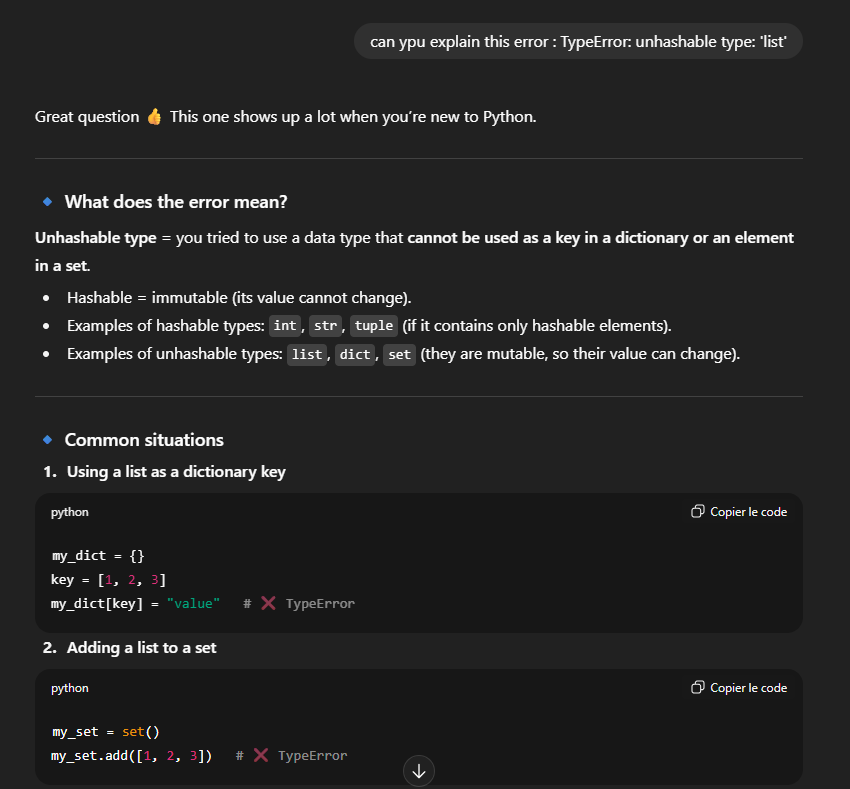 can ypu explain this error : TypeError: unhashable type: 'list'
Great question 👍 This one shows up a lot when you´re new to Python.
🔹 What does the error mean?
Unhashable type = you tried to use a data type that cannot be used as a key in a dictionary or an element
in a set.
• Hashable = immutable (its value cannot change).
• Examples of hashable types: int, str, tuple (if it contains only hashable elements).
• Examples of unhashable types: list, dict, set (they are mutable, so their value can change).
🔹 Common situations
1. Using a list as a dictionary key
python Copier le code
my_dict = {}
key = [1, 2, 3]
my_dict[key] = "value" # ❌ TypeError
2. Adding a list to a set
python Copier le code
my_set = set()
my_set.add([1, 2, 3]) # ❌ TypeError